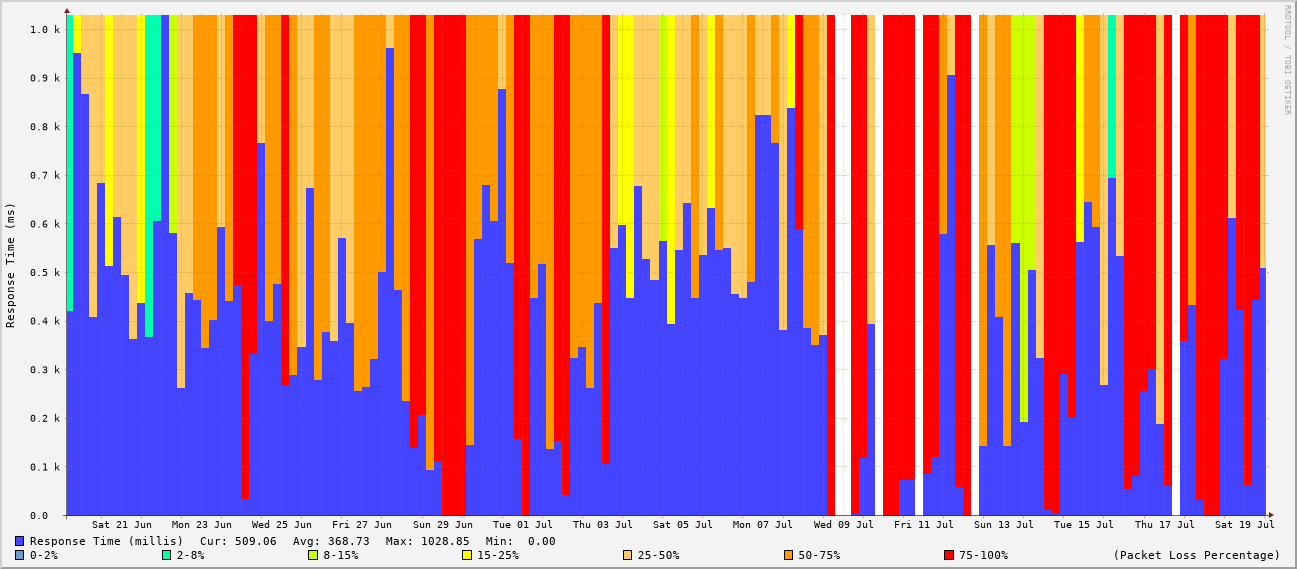 RRDTOOL / TOBI OETIKER
Response Time (ms)
1.0 k
0.9 k
0.8 k
0.7 k
0.6 k
0.5 k
0.4 k
0.3 k
0.2 k
0.1 k
0.0
Sat 21 Jun Mon 23 Jun Wed 25 Jun Fri 27 Jun Sun 29 Jun Tue 01 Jul Thu 03 Jul Sat 05 Jul Mon 07 Jul Wed 09 Jul Fri 11 Jul Sun 13 Jul Tue 15 Jul Thu 17 Jul Sat 19 Jul
Response Time (millis) Cur: 509.06 Avg: 368.73 Max: 1028.85 Min: 0.00
0-2% 2-8% 8-15% 15-25% 25-50% 50-75% 75-100% (Packet Loss Percentage)